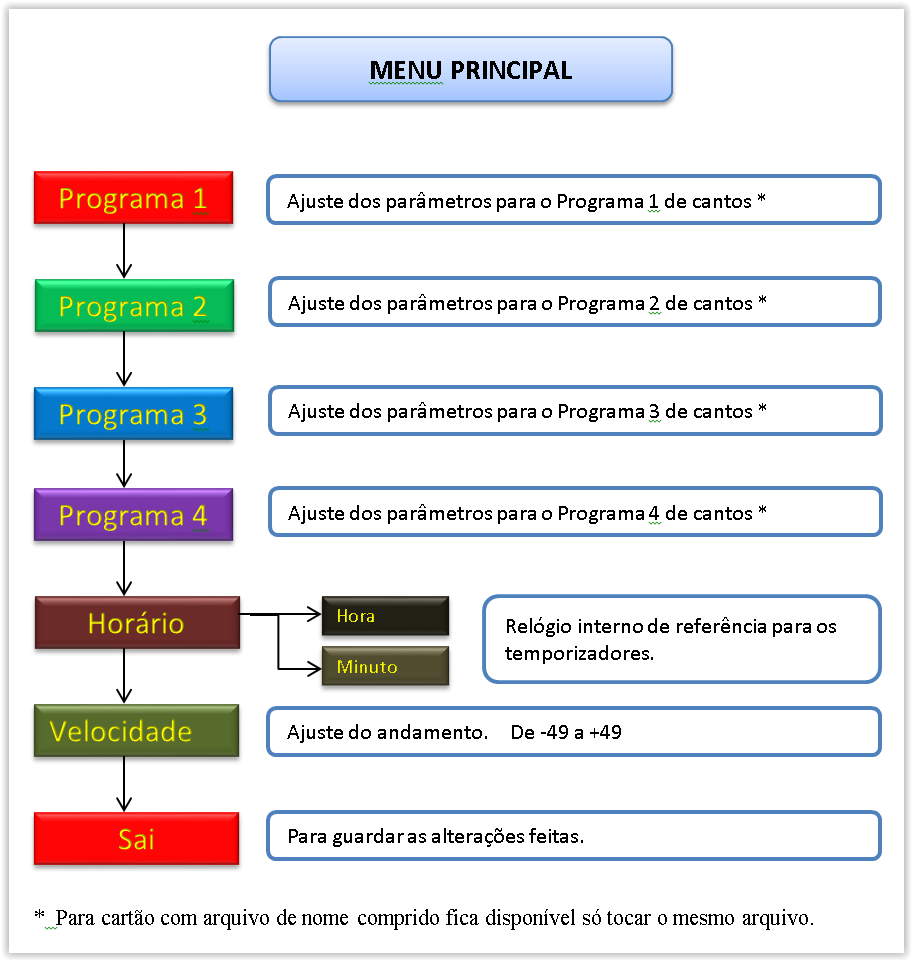 MENU PRINCIPAL
Programa 1
Ajuste dos parâmetros para o Programa 1 de cantos *
Programa 2
Ajuste dos parâmetros para o Programa 2 de cantos *
Programa 3
Ajuste dos parâmetros para o Programa 3 de cantos *
Programa 4
Ajuste dos parâmetros para o Programa 4 de cantos *
Horário
Hora
Minuto
Relógio interno de referência para os
temporizadores.
Velocidade
Ajuste do andamento. De -49 a +49
Sai
Para guardar as alterações feitas.
* Para cartão com arquivo de nome comprido fica disponível só tocar o mesmo arquivo.